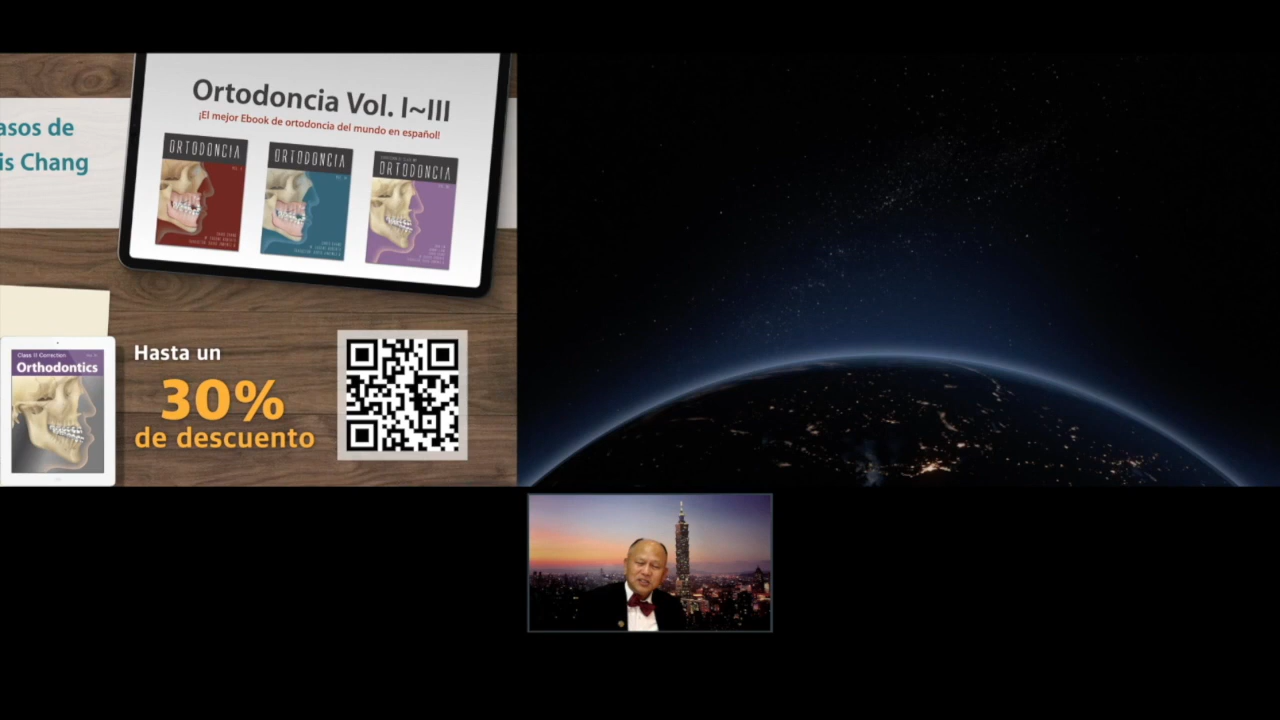 asos de
is Chang
Ortodoncia Vol. I~III
¡El mejor Ebook de ortodoncia del mundo en español!
ORTODONCIA
ORTODONCIA
ORTODONCIA
Class II Correction
Orthodontics
Hasta un
30%
de descuento